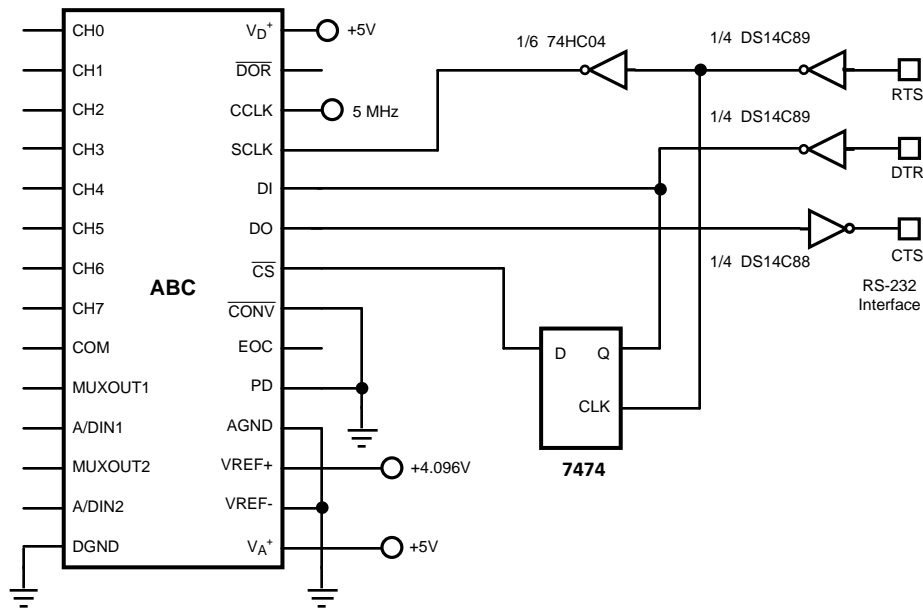 CH0
CH1
CH2
CH3
CH4
CH5
CH6
CH7
COM
MUXOUT1
A/DIN1
MUXOUT2
A/DIN2
DGND
ABC
VD+
DOR
CCLK
SCLK
DI
DO
CS
CONV
EOC
PD
AGND
VREF+
VREF-
VA+
+5V
5 MHz
+4.096V
+5V
1/6 74HC04
1/4 DS14C89
RTS
1/4 DS14C89
DTR
1/4 DS14C88
CTS
RS-232
Interface
D Q
CLK
7474